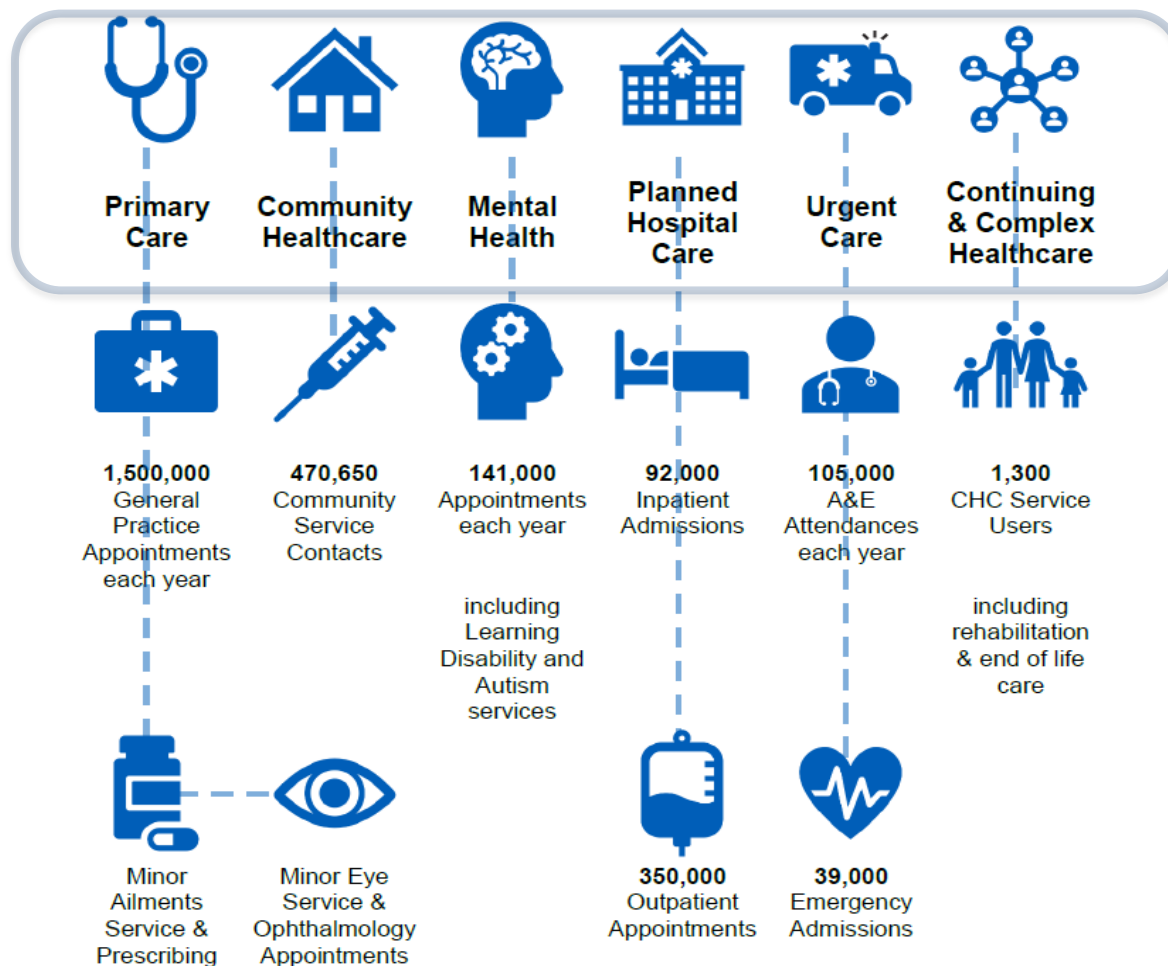 Primary
Care
Community
Healthcare
Mental
Health
Planned
Hospital
Care
Urgent
Care
Continuing
& Complex
Healthcare
1,500,000
General
Practice
Appointments
each year
470,650
Community
Service
Contacts
141,000
Appointments
each year
including
Learning
Disability and
Autism
services
92,000
Inpatient
Admissions
105,000
A&E
Attendances
each year
1,300
CHC Service
Users
including
rehabilitation
& end of life
care
Minor
Ailments
Service &
Prescribing
Minor Eye
Service &
Ophthalmology
Appointments
350,000
Outpatient
Appointments
39,000
Emergency
Admissions